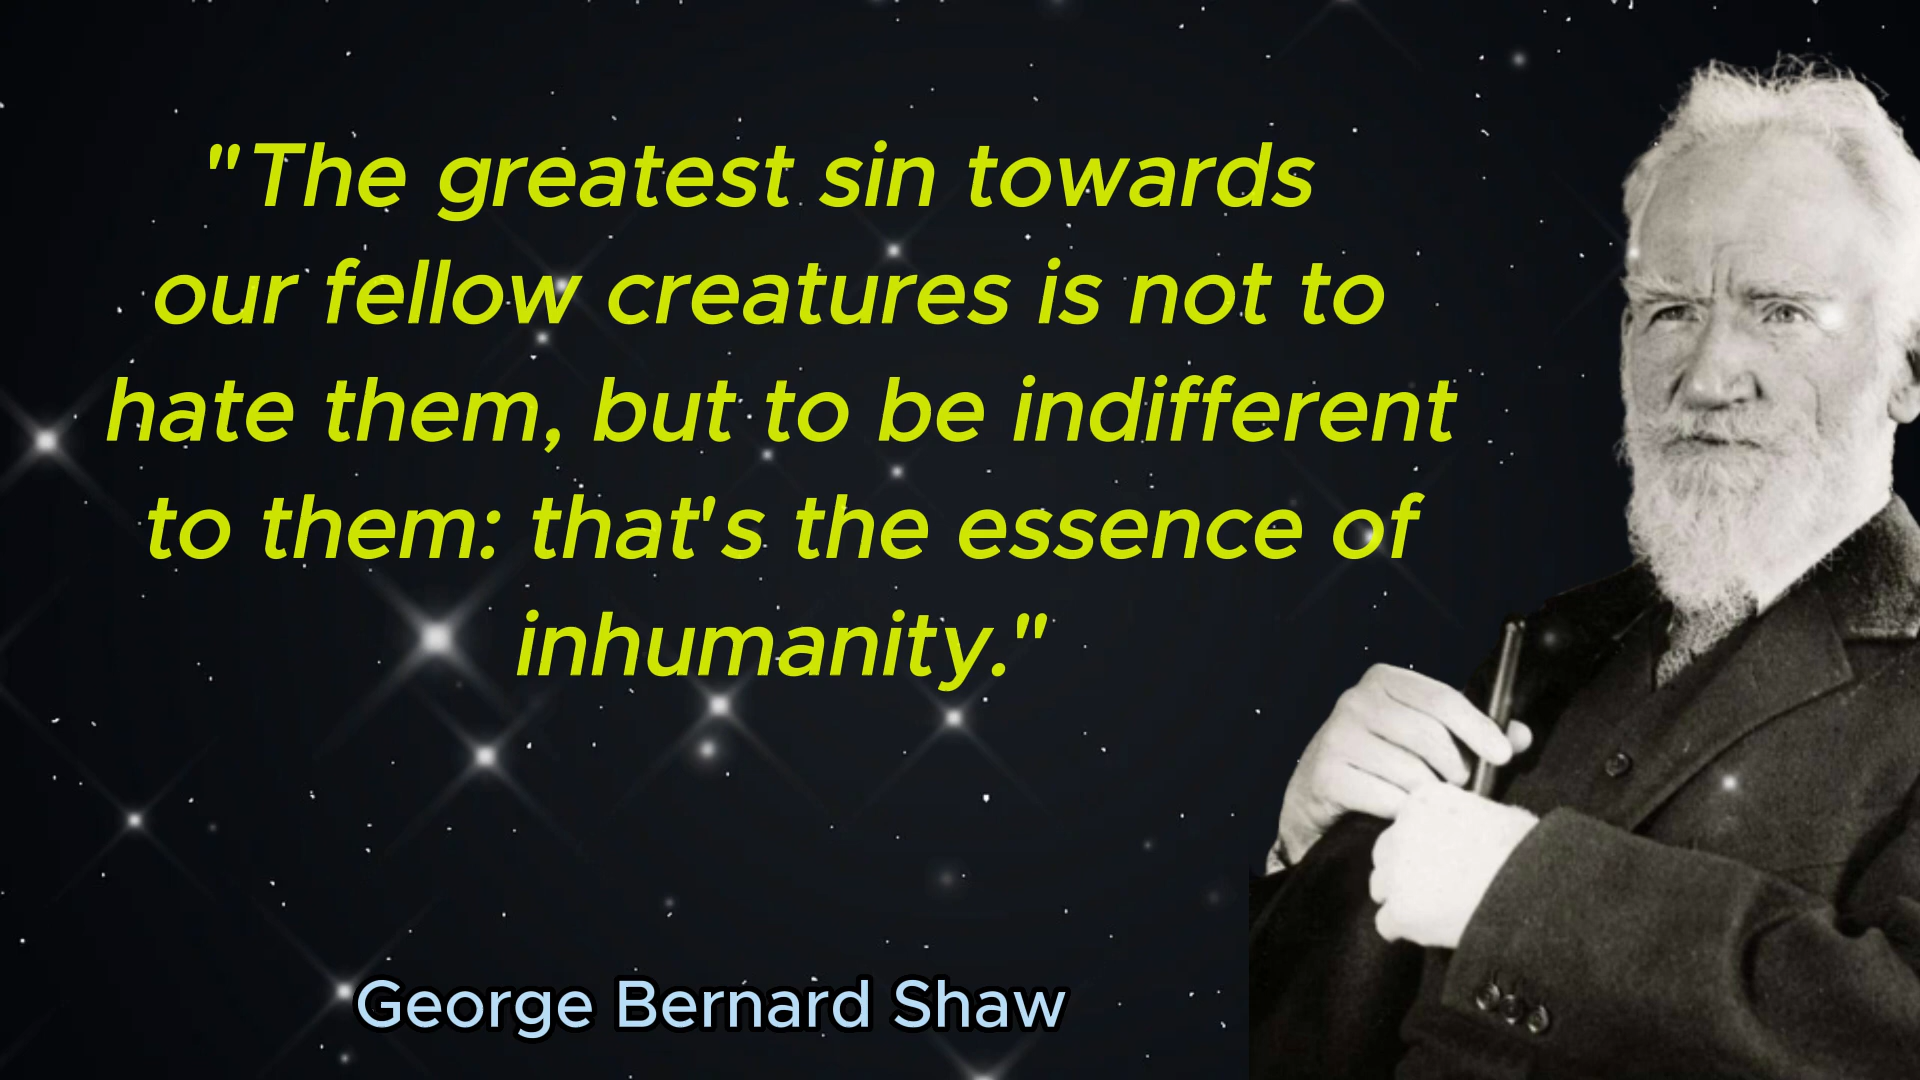 "The greatest sin towards
our fellow creatures is not to
hate them, but to be indifferent
to them: that's the essence of
inhumanity."
George Bernard Shaw